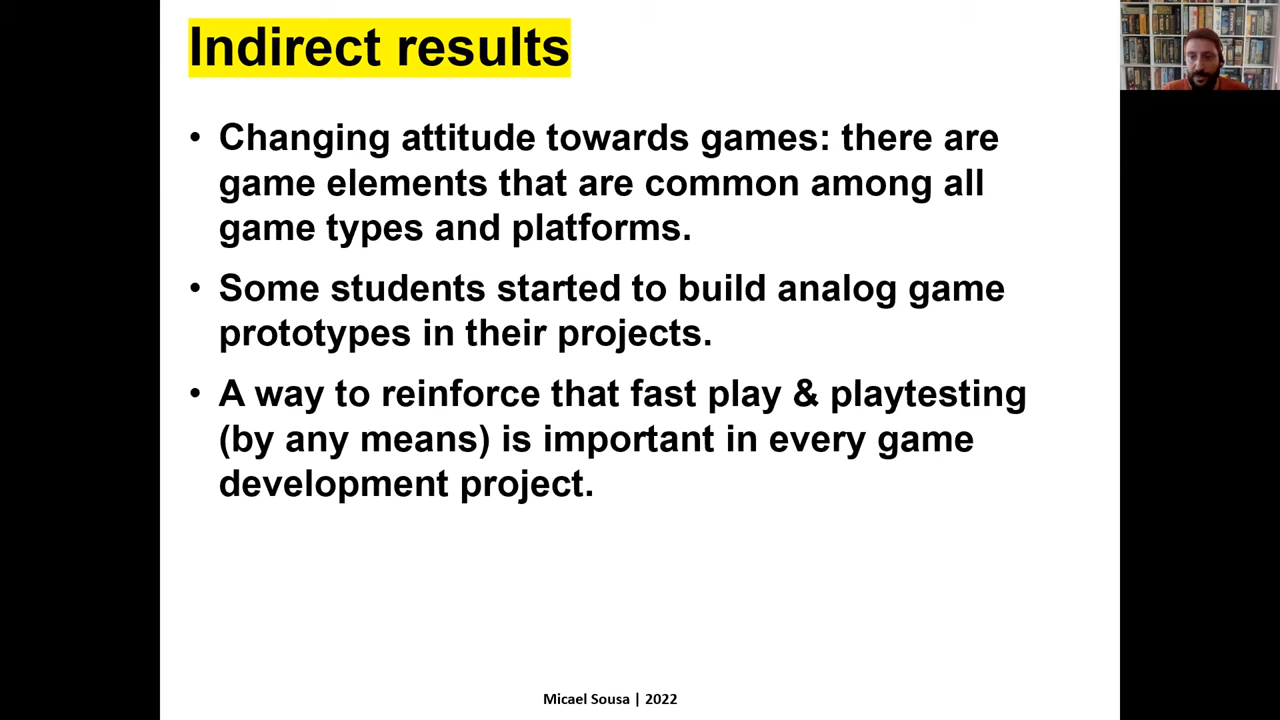 Indirect results
• Changing attitude towards games: there are
game elements that are common among all
game types and platforms.
• Some students started to build analog game
prototypes in their projects.
• A way to reinforce that fast play & playtesting
(by any means) is important in every game
development project.
Micael Sousa | 2022